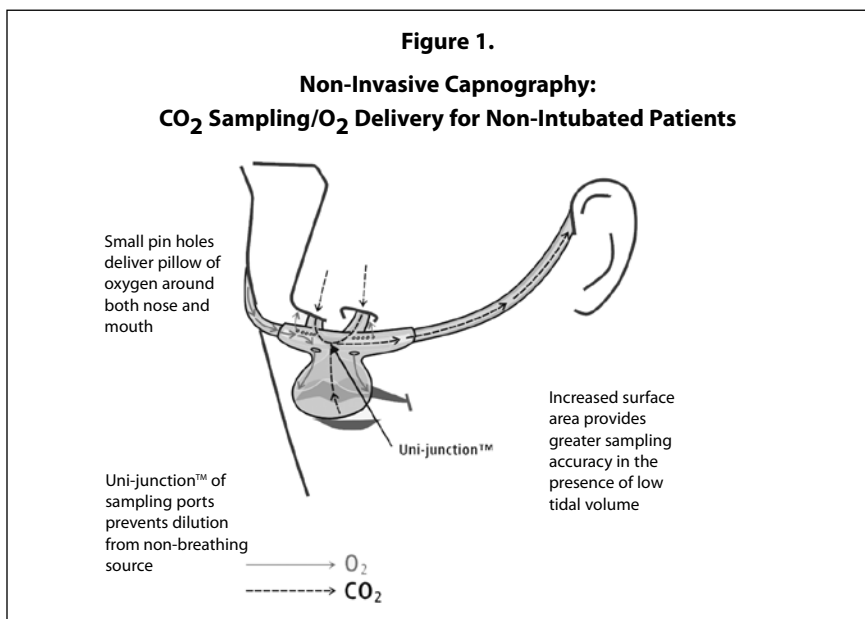 Figure 1.
Non-Invasive Capnography:
CO₂ Sampling/O₂ Delivery for Non-Intubated Patients
Small pin holes
deliver pillow of
oxygen around
both nose and
mouth
Uni-junction™
Increased surface
area provides
greater sampling
accuracy in the
presence of low
tidal volume
Uni-junction™ of
sampling ports
prevents dilution
from non-breathing
source
O₂
CO₂